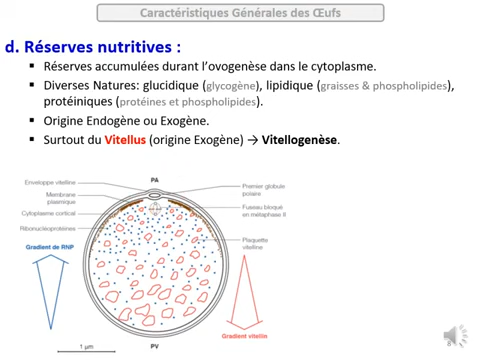 Caractéristiques Générales des Œufs
d. Réserves nutritives :
▪ Réserves accumulées durant l’ovogenèse dans le cytoplasme.
▪ Diverses Natures: glucidique (glycogène), lipidique (graisses & phospholipides),
protéiniques (protéines et phospholipides).
▪ Origine Endogène ou Exogène.
▪ Surtout du Vitellus (origine Exogène) → Vitellogenèse.
PA
Enveloppe vitelline
Membrane
plasmique
Cytoplasme cortical
Ribonucléoprotéines
Gradient de RNP
Premier globule
polaire
Fuseau bloqué
en métaphase II
Plaquette
vitelline
Gradient vitellin
1 µm
PV